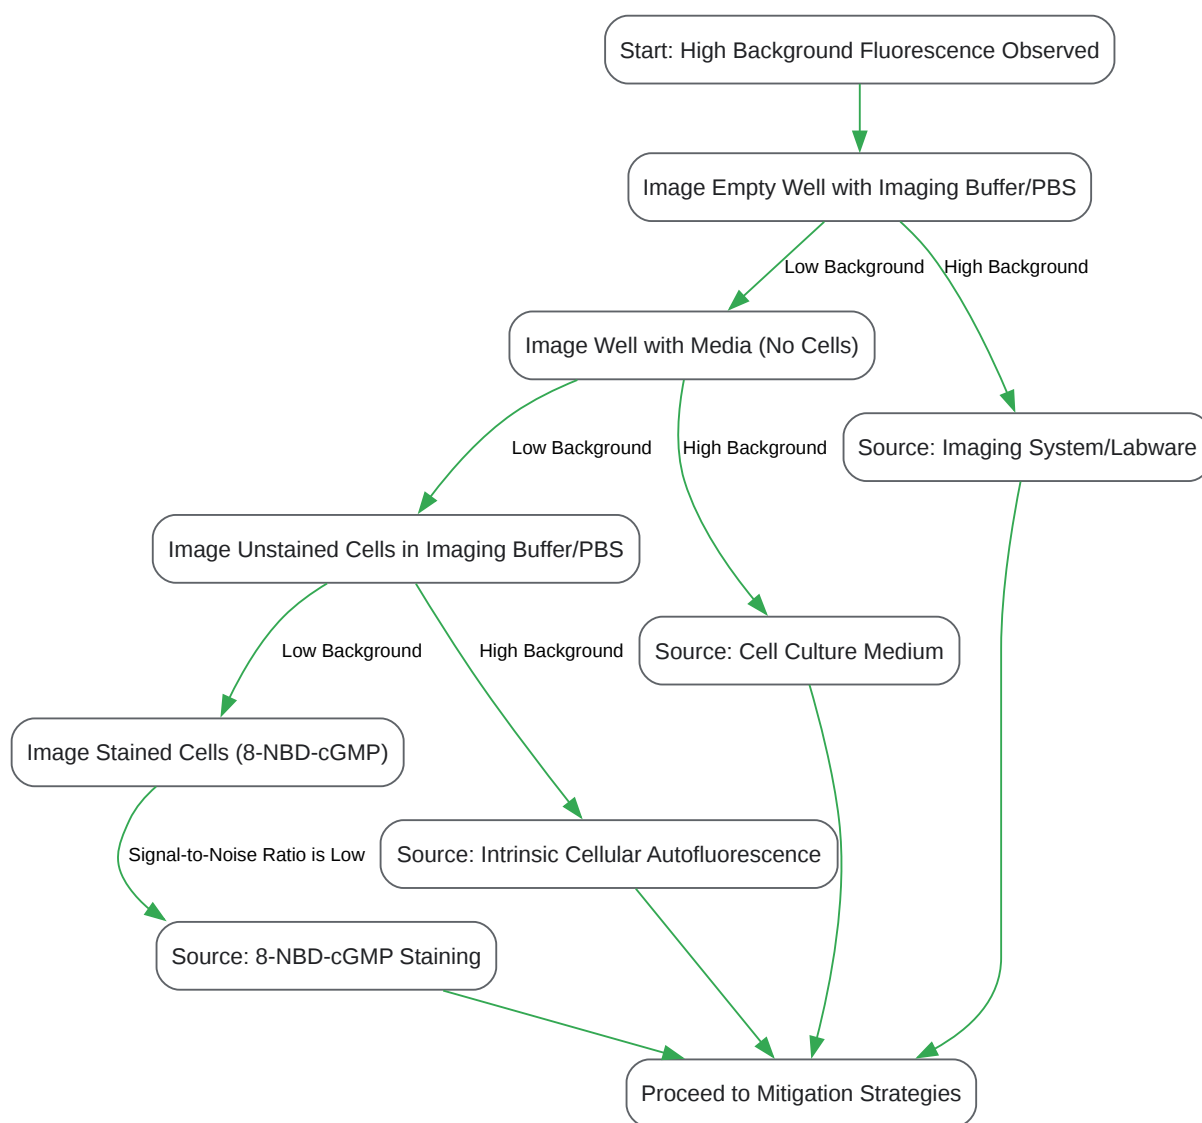 Start: High Background Fluorescence Observed
Image Empty Well with Imaging Buffer/PBS
Low Background
High Background
Image Well with Media (No Cells)
Low Background
High Background
Source: Imaging System/Labware
Image Unstained Cells in Imaging Buffer/PBS
Low Background
High Background
Source: Cell Culture Medium
Image Stained Cells (8-NBD-cGMP)
Signal-to-Noise Ratio is Low
Source: Intrinsic Cellular Autofluorescence
Source: 8-NBD-cGMP Staining
Proceed to Mitigation Strategies